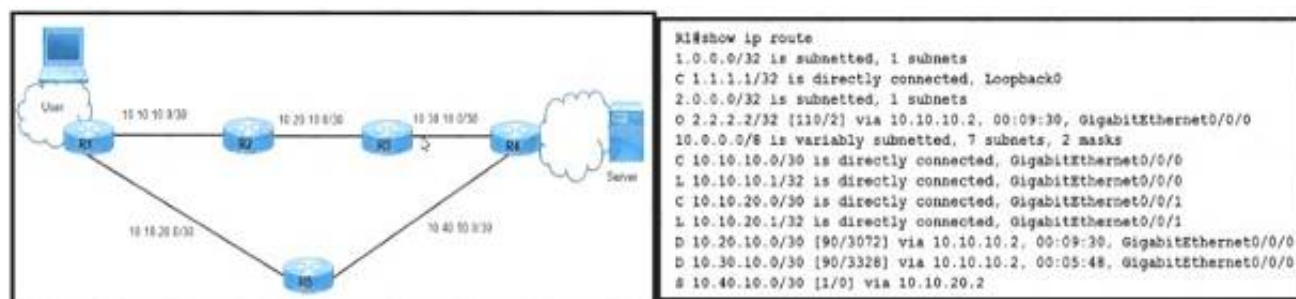 User
10 10 10 0/30
10 20 10 0/30
10 30 10 0/30
R1
R2
R3
R4
Server
10 10 20 0/30
10 40 10 0/30
R5
R1#show ip route
1.0.0.0/32 is subnetted, 1 subnets
C 1.1.1.1/32 is directly connected, Loopback0
2.0.0.0/32 is subnetted, 1 subnets
O 2.2.2.2/32 [110/2] via 10.10.10.2, 00:09:30, GigabitEthernet0/0/0
10.0.0.0/8 is variably subnetted, 7 subnets, 2 masks
C 10.10.10.0/30 is directly connected, GigabitEthernet0/0/0
L 10.10.10.1/32 is directly connected, GigabitEthernet0/0/0
C 10.10.20.0/30 is directly connected, GigabitEthernet0/0/1
L 10.10.20.1/32 is directly connected, GigabitEthernet0/0/1
D 10.20.10.0/30 [90/3072] via 10.10.10.2, 00:09:30, GigabitEthernet0/0/0
D 10.30.10.0/30 [90/3328] via 10.10.10.2, 00:05:48, GigabitEthernet0/0/0
S 10.40.10.0/30 [1/0] via 10.10.20.2